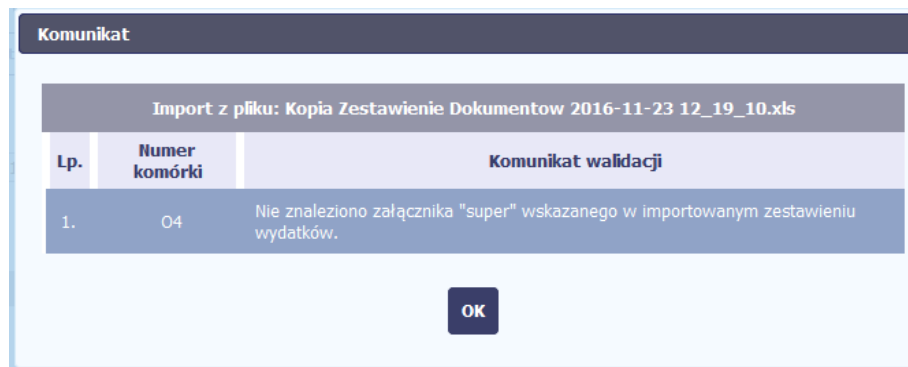 Komunikat
Import z pliku: Kopia Zestawienie Dokumentow 2016-11-23 12_19_10.xls
Lp.
Numer
komórki
Komunikat walidacji
1.
O4
Nie znaleziono załącznika "super" wskazanego w importowanym zestawieniu
wydatków.
OK